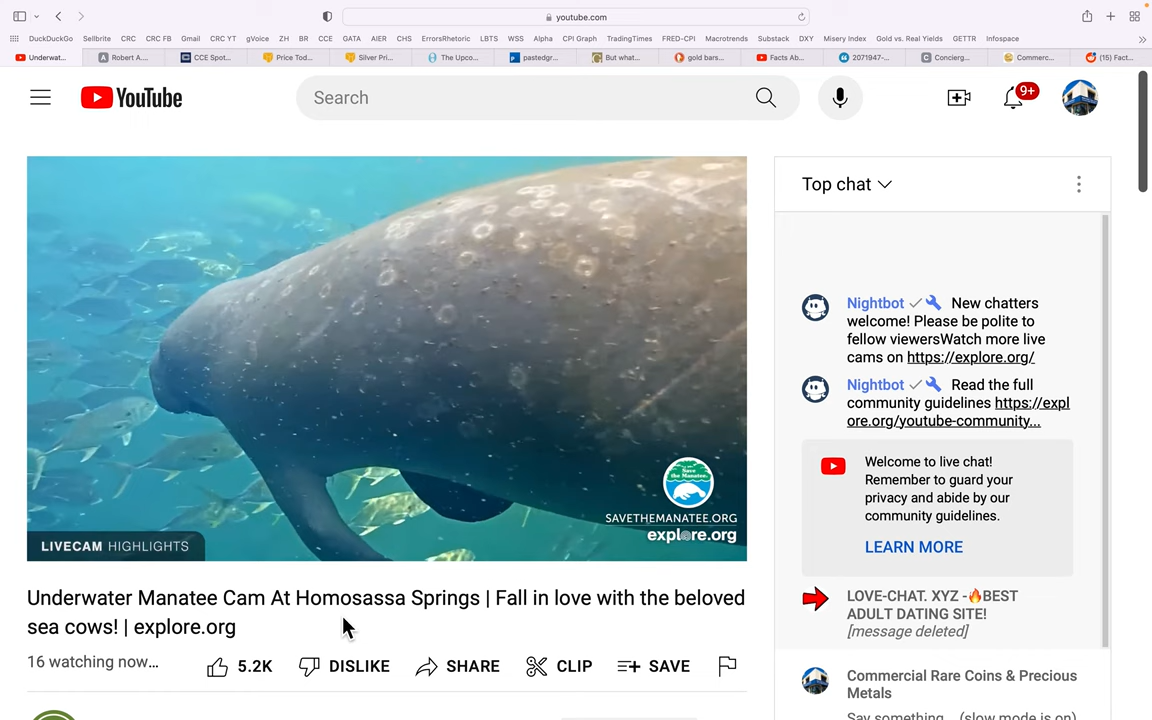 youtube.com
DuckDuckGo Sellbrite CRC CRC FB Gmail CRC YT gVoice ZH BR CCE GATA AIER CHS ErrorsRhetoric LBTS WSS Alpha CPI Graph TradingTimes FRED-CPI Macrotrends Substack DXY Misery Index Gold vs. Real Yields GETTR Infospace
Underwat... Robert A.... CCE Spot... Price Tod... Silver Pri... The Upco... pastedgr... But what... gold bars... Facts Ab... 2071947-... Concierg... Commerc... (15) Fact...
YouTube
Search
9+
Top chat
Nightbot New chatters
welcome! Please be polite to
fellow viewersWatch more live
cams on https://explore.org/
Nightbot Read the full
community guidelines https://expl
ore.org/youtube-community...
Welcome to live chat!
Remember to guard your
privacy and abide by our
community guidelines.
LEARN MORE
LOVE-CHAT. XYZ -🔥BEST
ADULT DATING SITE!
[message deleted]
Commercial Rare Coins & Precious
Metals
Say something... (slow mode is on)
Save the Manatee
SAVETHEMANATEE.ORG
explore.org
LIVECAM HIGHLIGHTS
Underwater Manatee Cam At Homosassa Springs | Fall in love with the beloved
sea cows! | explore.org
16 watching now...
5.2K DISLIKE SHARE CLIP SAVE